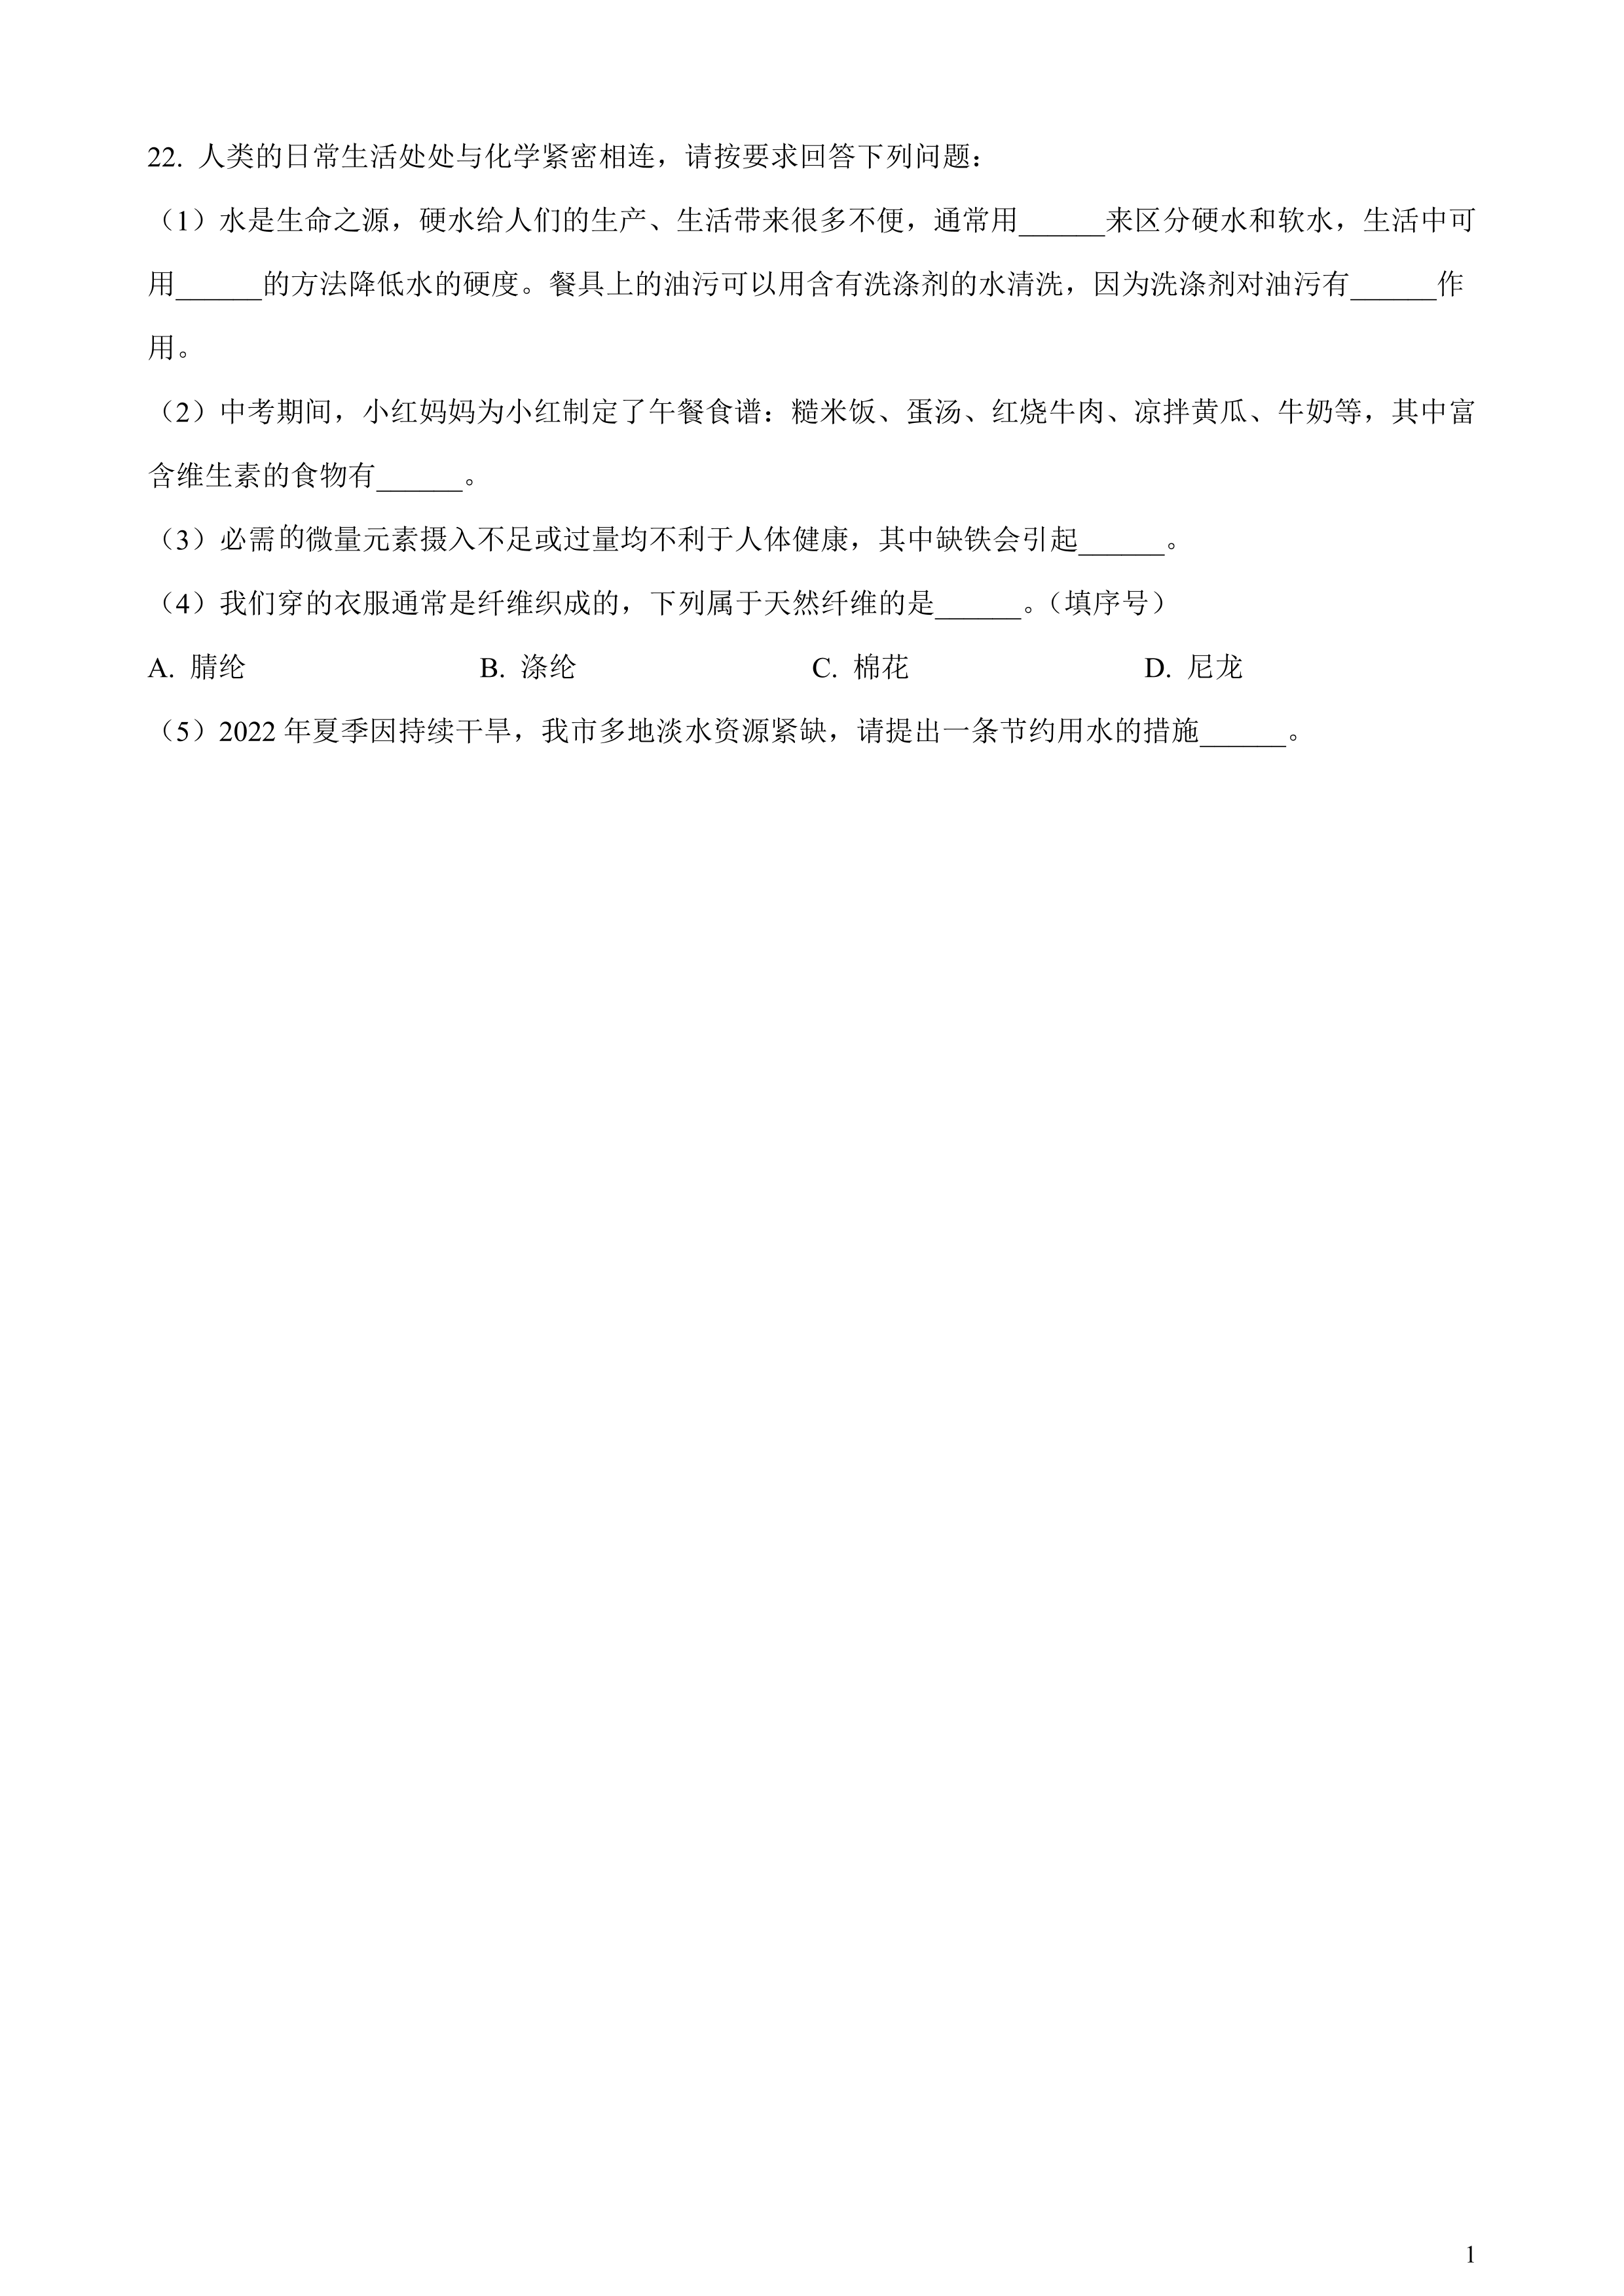 22. 人类的日常生活处处与化学紧密相连，请按要求回答下列问题：
（1）水是生命之源，硬水给人们的生产、生活带来很多不便，通常用______来区分硬水和软水，生活中可
用______的方法降低水的硬度。餐具上的油污可以用含有洗涤剂的水清洗，因为洗涤剂对油污有______作
用。
（2）中考期间，小红妈妈为小红制定了午餐食谱：糙米饭、蛋汤、红烧牛肉、凉拌黄瓜、牛奶等，其中富
含维生素的食物有______。
（3）必需的微量元素摄入不足或过量均不利于人体健康，其中缺铁会引起______。
（4）我们穿的衣服通常是纤维织成的，下列属于天然纤维的是______。（填序号）
A. 腈纶 B. 涤纶 C. 棉花 D. 尼龙
（5）2022 年夏季因持续干旱，我市多地淡水资源紧缺，请提出一条节约用水的措施______。
1